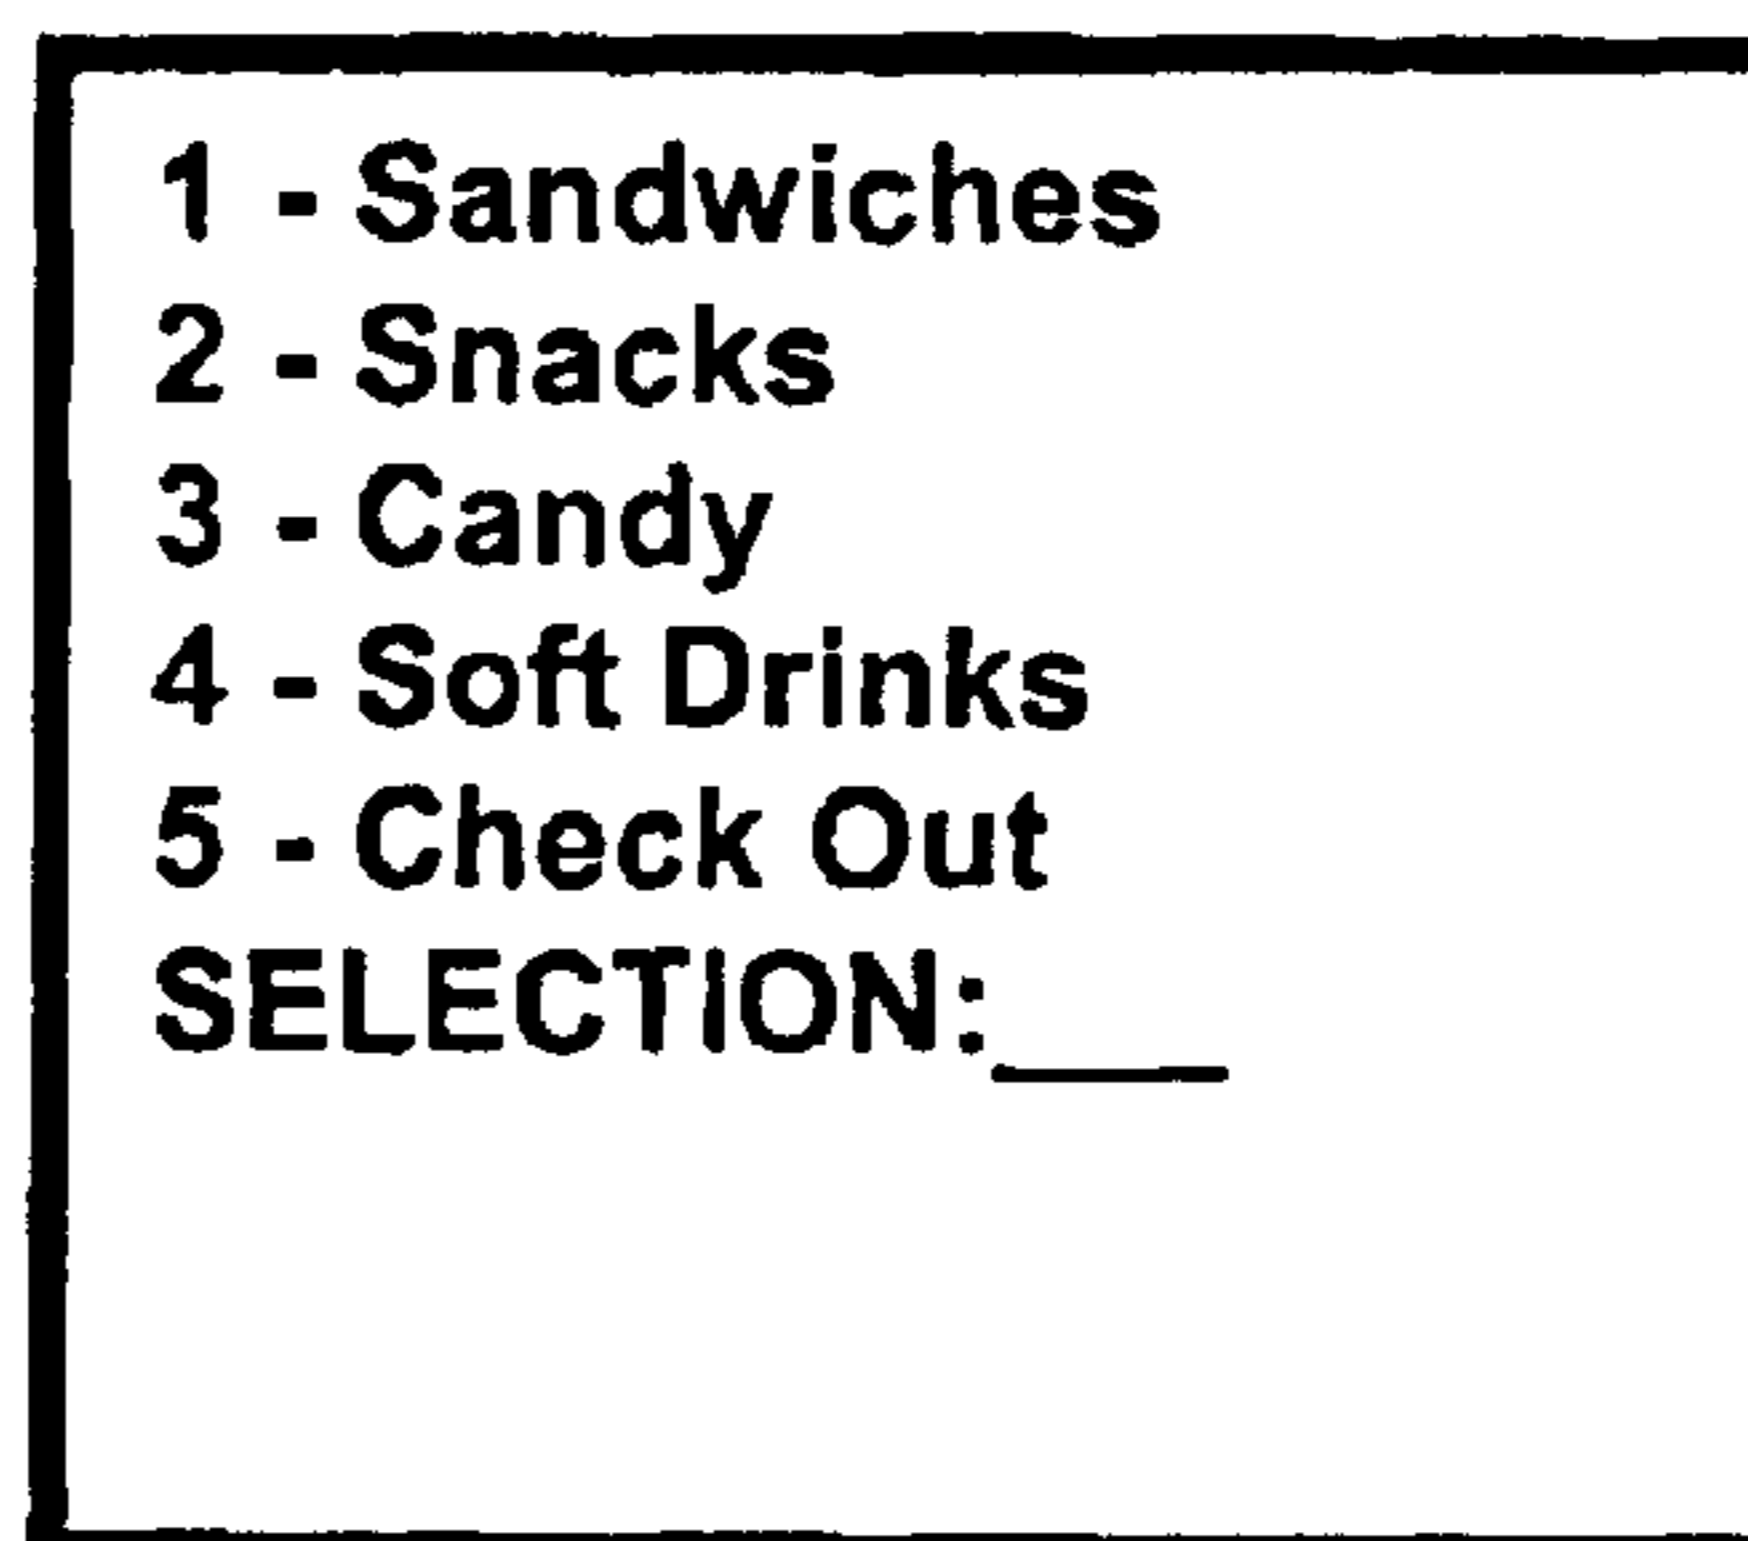 1 - Sandwiches
2 - Snacks
3 - Candy
4 - Soft Drinks
5 - Check Out
SELECTION:___